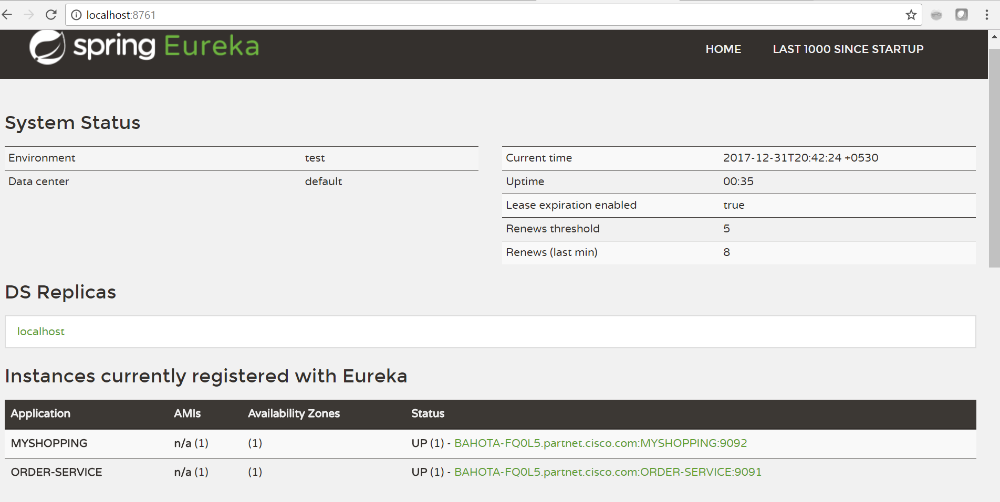 localhost:8761
spring Eureka
HOME LAST 1000 SINCE STARTUP
System Status
Environment test
Data center default
Current time 2017-12-31T20:42:24 +0530
Uptime 00:35
Lease expiration enabled true
Renews threshold 5
Renews (last min) 8
DS Replicas
localhost
Instances currently registered with Eureka
Application AMIs Availability Zones Status
MYSHOPPING n/a (1) (1) UP (1) - BAHOTA-FQ0L5.partnet.cisco.com:MYSHOPPING:9092
ORDER-SERVICE n/a (1) (1) UP (1) - BAHOTA-FQ0L5.partnet.cisco.com:ORDER-SERVICE:9091